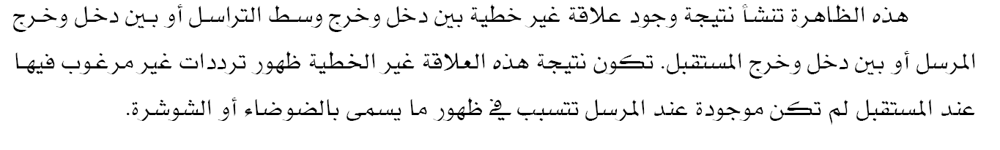 هذه الظاهرة تنشأ نتيجة وجود علاقة غير خطية بين دخل وخرج وسط التراسل أو بين دخل وخرج
المرسل أو بين دخل وخرج المستقبل. تكون نتيجة هذه العلاقة غير الخطية ظهور ترددات غير مرغوب فيها
عند المستقبل لم تكن موجودة عند المرسل تتسبب في ظهور ما يسمى بالضوضاء أو الشوشرة.